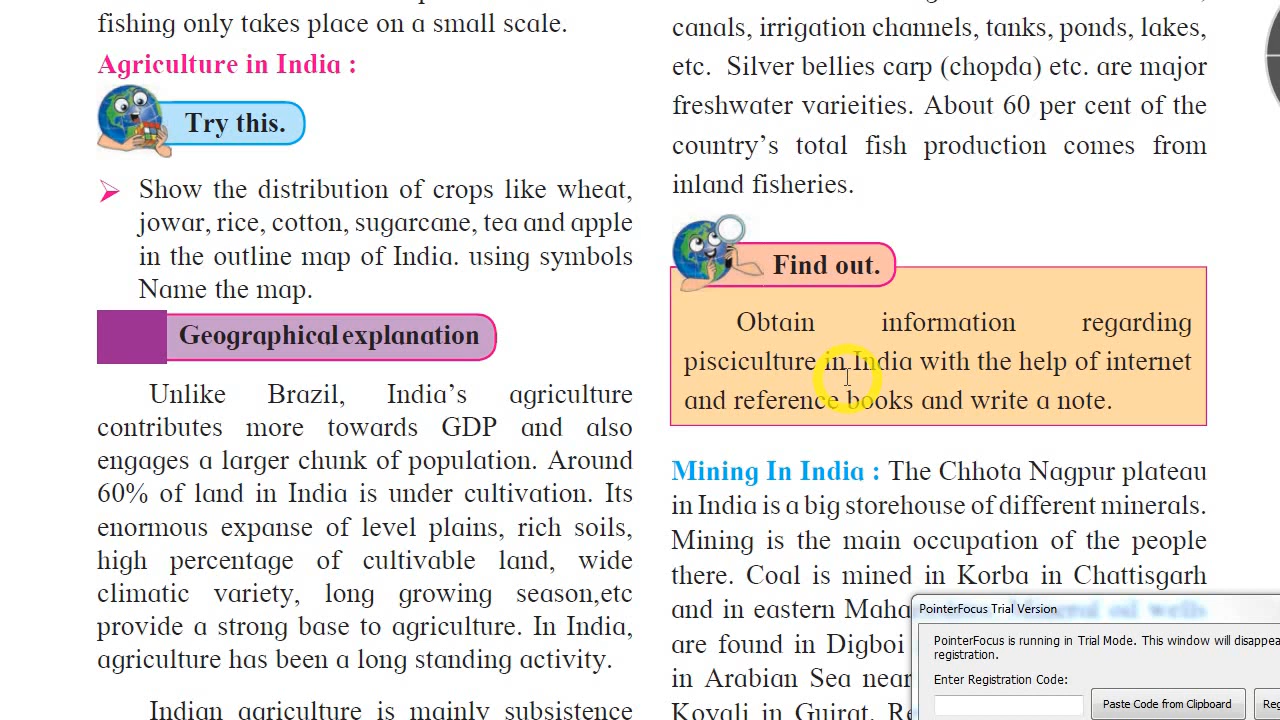 fishing only takes place on a small scale.
Agriculture in India :
Try this.
Show the distribution of crops like wheat,
jowar, rice, cotton, sugarcane, tea and apple
in the outline map of India. using symbols
Name the map.
Geographical explanation
Unlike Brazil, India's agriculture
contributes more towards GDP and also
engages a larger chunk of population. Around
60% of land in India is under cultivation. Its
enormous expanse of level plains, rich soils,
high percentage of cultivable land, wide
climatic variety, long growing season,etc
provide a strong base to agriculture. In India,
agriculture has been a long standing activity.
Indian agriculture is mainly subsistence
canals, irrigation channels, tanks, ponds, lakes,
etc. Silver bellies carp (chopda) etc. are major
freshwater varieities. About 60 per cent of the
country's total fish production comes from
inland fisheries.
Find out.
Obtain information regarding
pisciculture in India with the help of internet
and reference books and write a note.
Mining In India : The Chhota Nagpur plateau
in India is a big storehouse of different minerals.
Mining is the main occupation of the people
there. Coal is mined in Korba in Chattisgarh
and in eastern Maha Mineral oil wells
are found in Digboi
in Arabian Sea near
Kovali in Gujrat. Re
PointerFocus Trial Version
PointerFocus is running in Trial Mode. This window will disappea
registration.
Enter Registration Code:
Paste Code from Clipboard
Reg